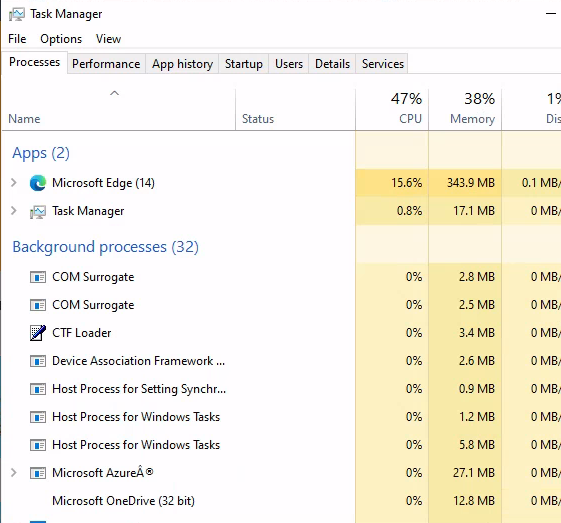 Task Manager
File Options View
Processes Performance App history Startup Users Details Services
47% 38% 1%
Name Status CPU Memory Dis
Apps (2)
Microsoft Edge (14) 15.6% 343.9 MB 0.1 MB/
Task Manager 0.8% 17.1 MB 0 MB/
Background processes (32)
COM Surrogate 0% 2.8 MB 0 MB/
COM Surrogate 0% 2.5 MB 0 MB/
CTF Loader 0% 3.4 MB 0 MB/
Device Association Framework ... 0% 2.6 MB 0 MB/
Host Process for Setting Synchr... 0% 0.9 MB 0 MB/
Host Process for Windows Tasks 0% 1.2 MB 0 MB/
Host Process for Windows Tasks 0% 5.8 MB 0 MB/
Microsoft AzureÂ® 0% 27.1 MB 0 MB/
Microsoft OneDrive (32 bit) 0% 12.8 MB 0 MB/